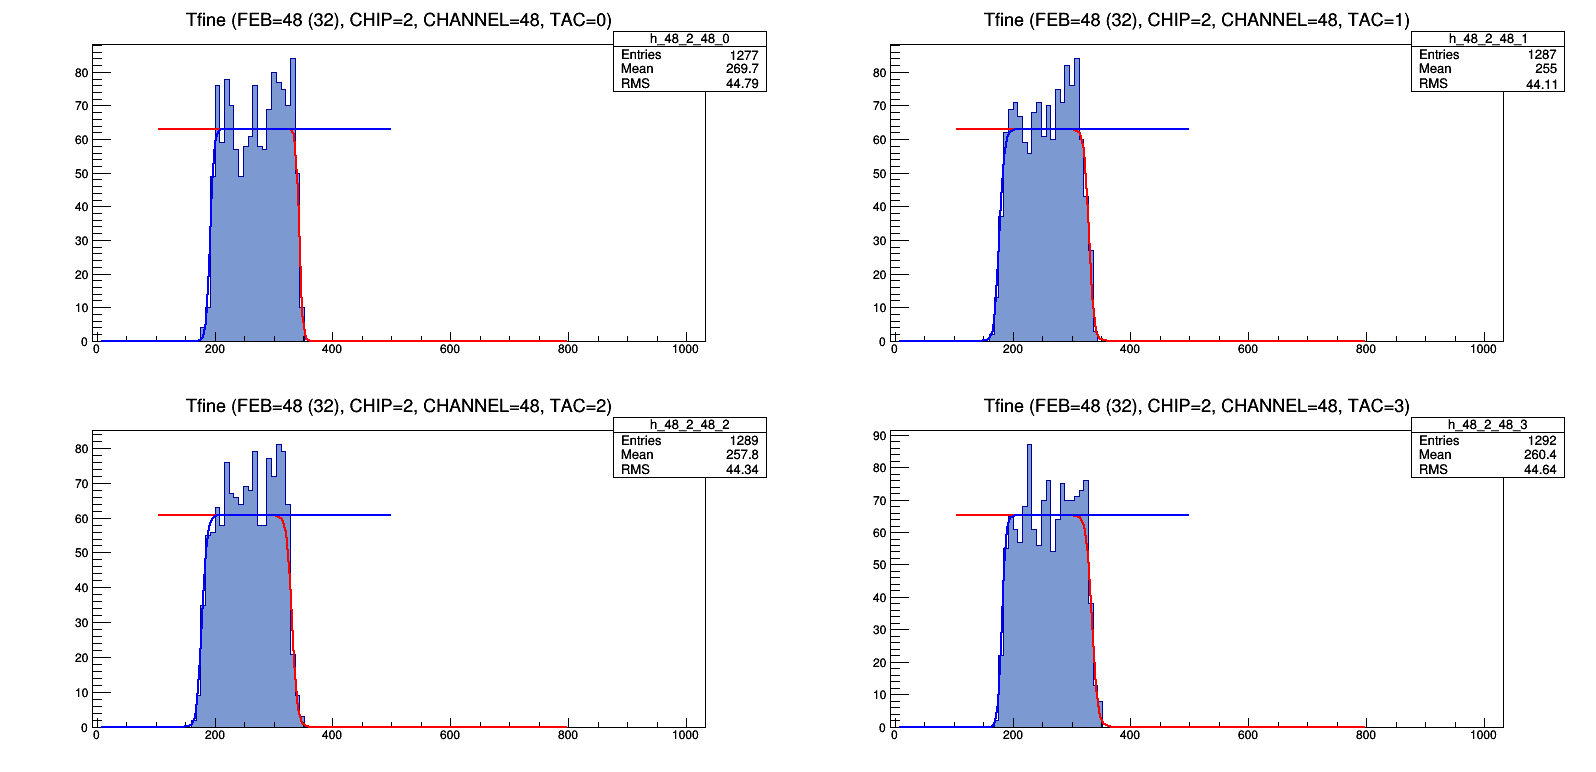 Tfine (FEB=48 (32), CHIP=2, CHANNEL=48, TAC=0)
h_48_2_48_0
Entries 1277
Mean 269.7
RMS 44.79
80
70
60
50
40
30
20
10
0
0 200 400 600 800 1000
Tfine (FEB=48 (32), CHIP=2, CHANNEL=48, TAC=1)
h_48_2_48_1
Entries 1287
Mean 255
RMS 44.11
80
70
60
50
40
30
20
10
0
0 200 400 600 800 1000
Tfine (FEB=48 (32), CHIP=2, CHANNEL=48, TAC=2)
h_48_2_48_2
Entries 1289
Mean 257.8
RMS 44.34
80
70
60
50
40
30
20
10
0
0 200 400 600 800 1000
Tfine (FEB=48 (32), CHIP=2, CHANNEL=48, TAC=3)
h_48_2_48_3
Entries 1292
Mean 260.4
RMS 44.64
90
80
70
60
50
40
30
20
10
0
0 200 400 600 800 1000